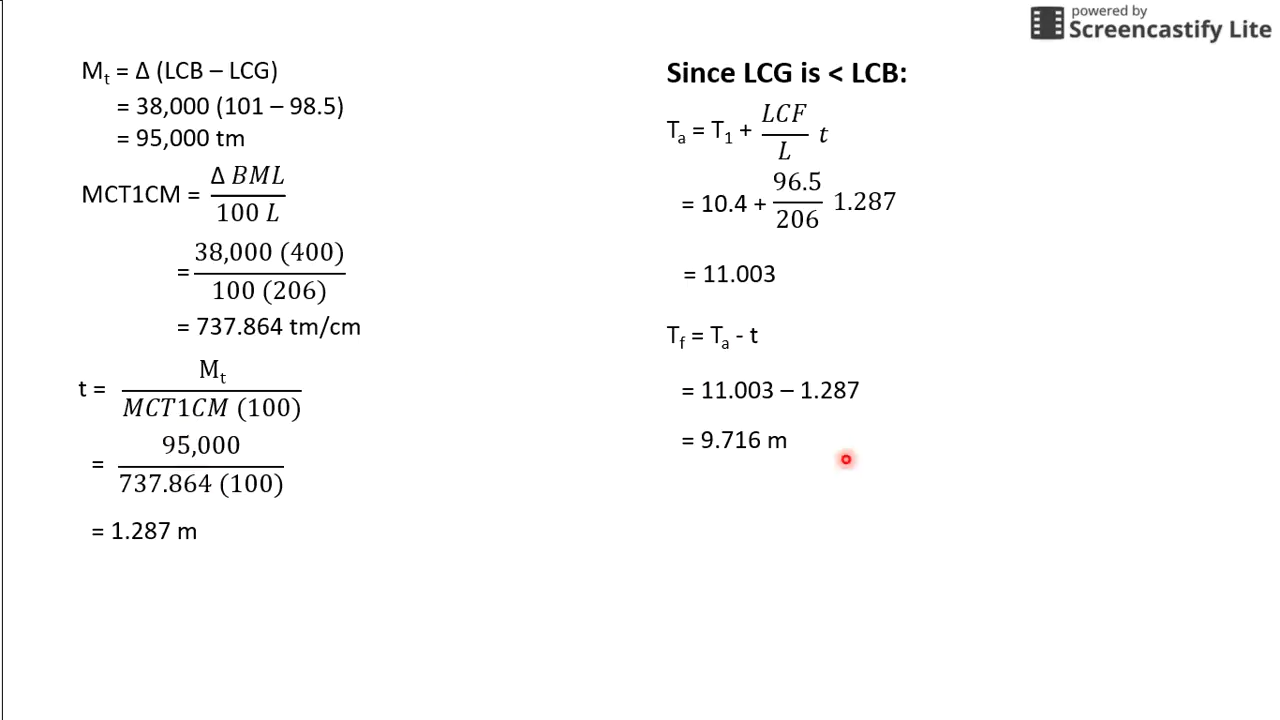 powered by
Screencastify Lite
Mt = Δ (LCB – LCG)
= 38,000 (101 – 98.5)
= 95,000 tm
MCT1CM = Δ BML / 100 L
= 38,000 (400) / 100 (206)
= 737.864 tm/cm
t = Mt / MCT1CM (100)
= 95,000 / 737.864 (100)
= 1.287 m
Since LCG is < LCB:
Ta = T1 + LCF / L t
= 10.4 + 96.5 / 206 1.287
= 11.003
Tf = Ta - t
= 11.003 – 1.287
= 9.716 m